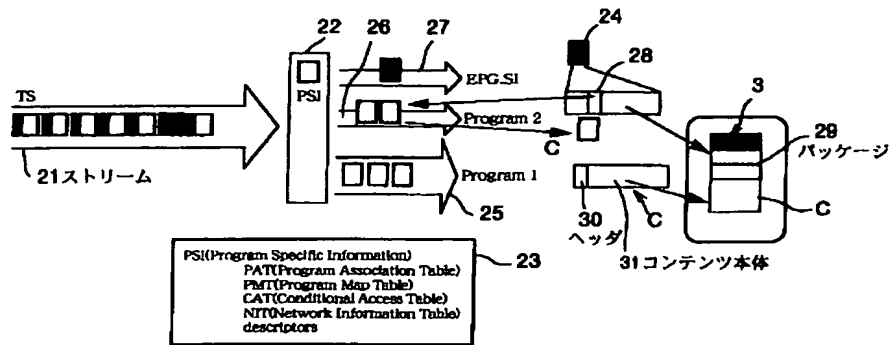 24
22
26
27
28
TS
PSI
EPG.SI
Program 2
C
3
29
パッケージ
21ストリーム
Program 1
25
30
ヘッダ
C
31コンテンツ本体
C
23
PSI(Program Specific Information)
PAT(Program Association Table)
PMT(Program Map Table)
CAT(Conditional Access Table)
NIT(Network Information Table)
descriptors